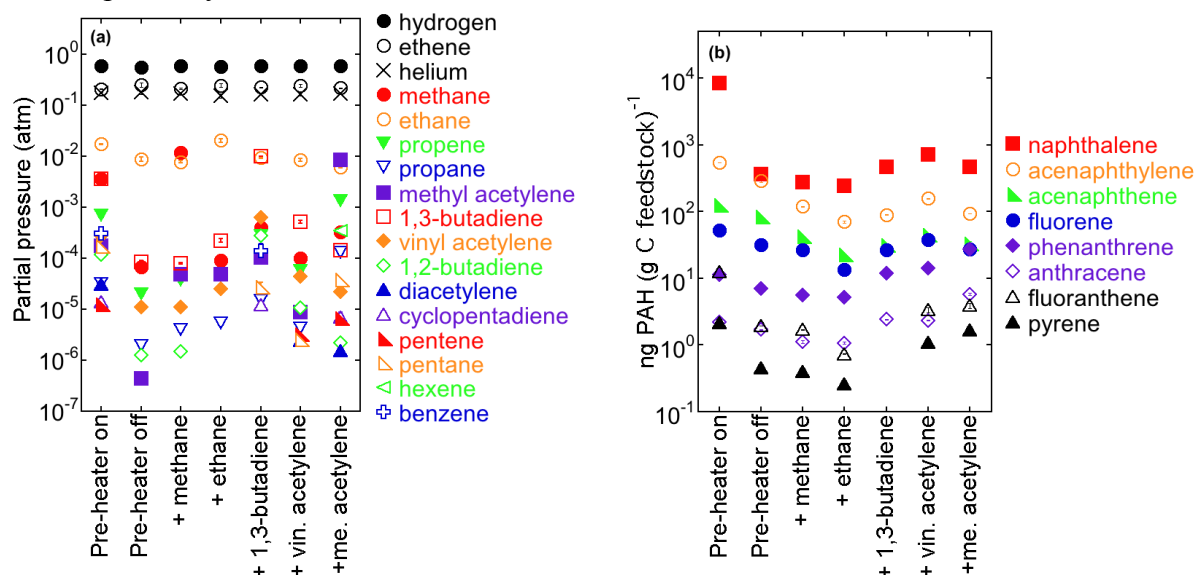 (a)
Partial pressure (atm)
10^0
10^-1
10^-2
10^-3
10^-4
10^-5
10^-6
10^-7
Pre-heater on
Pre-heater off
+ methane
+ ethane
+ 1,3-butadiene
+ vin. acetylene
+me. acetylene
hydrogen
ethene
helium
methane
ethane
propene
propane
methyl acetylene
1,3-butadiene
vinyl acetylene
1,2-butadiene
diacetylene
cyclopentadiene
pentene
pentane
hexene
benzene
(b)
ng PAH (g C feedstock)^-1
10^4
10^3
10^2
10^1
10^0
10^-1
Pre-heater on
Pre-heater off
+ methane
+ ethane
+ 1,3-butadiene
+ vin. acetylene
+me. acetylene
naphthalene
acenaphthylene
acenaphthene
fluorene
phenanthrene
anthracene
fluoranthene
pyrene